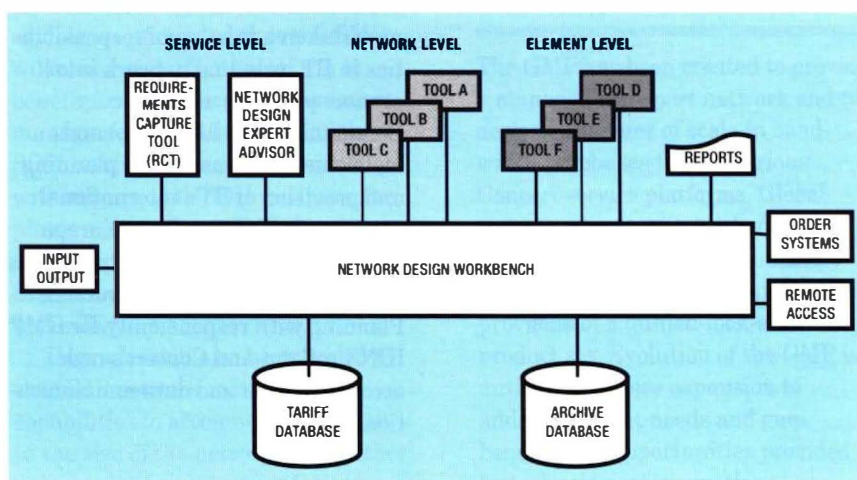 SERVICE LEVEL
NETWORK LEVEL
ELEMENT LEVEL
REQUIRE-
MENTS
CAPTURE
TOOL
(RCT)
NETWORK
DESIGN
EXPERT
ADVISOR
TOOL A
TOOL B
TOOL C
TOOL D
TOOL E
TOOL F
REPORTS
INPUT
OUTPUT
NETWORK DESIGN WORKBENCH
ORDER
SYSTEMS
REMOTE
ACCESS
TARIFF
DATABASE
ARCHIVE
DATABASE